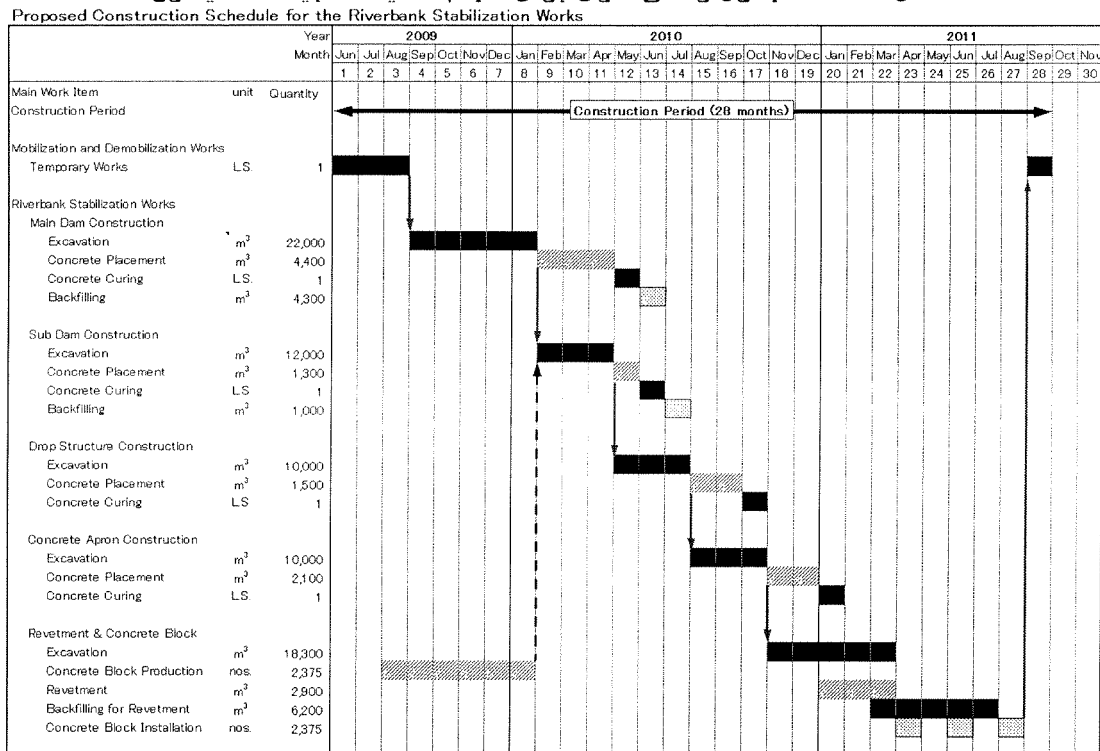 Proposed Construction Schedule for the Riverbank Stabilization Works
Year 2009 2010 2011
Month Jun Jul Aug Sep Oct Nov Dec Jan Feb Mar Apr May Jun Jul Aug Sep Oct Nov Dec Jan Feb Mar Apr May Jun Jul Aug Sep Oct Nov
1 2 3 4 5 6 7 8 9 10 11 12 13 14 15 16 17 18 19 20 21 22 23 24 25 26 27 28 29 30
Main Work Item unit Quantity
Construction Period Construction Period (28 months)
Mobilization and Demobilization Works
Temporary Works L.S. 1
Riverbank Stabilization Works
Main Dam Construction
Excavation m³ 22,000
Concrete Placement m³ 4,400
Concrete Curing L.S. 1
Backfilling m³ 4,300
Sub Dam Construction
Excavation m³ 12,000
Concrete Placement m³ 1,300
Concrete Curing LS 1
Backfilling m³ 1,000
Drop Structure Construction
Excavation m³ 10,000
Concrete Placement m³ 1,500
Concrete Curing LS 1
Concrete Apron Construction
Excavation m³ 10,000
Concrete Placement m³ 2,100
Concrete Curing L.S. 1
Revetment & Concrete Block
Excavation m³ 18,300
Concrete Block Production nos. 2,375
Revetment m³ 2,900
Backfilling for Revetment m³ 6,200
Concrete Block Installation nos. 2,375